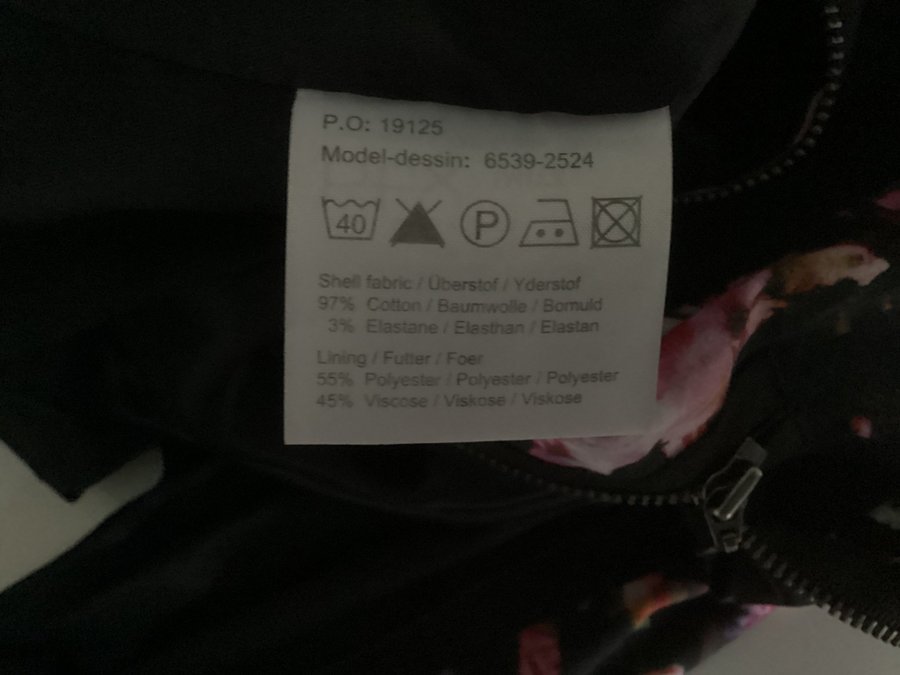 P.O: 19125
Model-dessin: 6539-2524
40 P
Shell fabric / Überstof / Yderstof
97% Cotton / Baumwolle / Bomuld
3% Elastane / Elasthan / Elastan
Lining / Futter / Foer
55% Polyester / Polyester / Polyester
45% Viscose / Viskose / Viskose